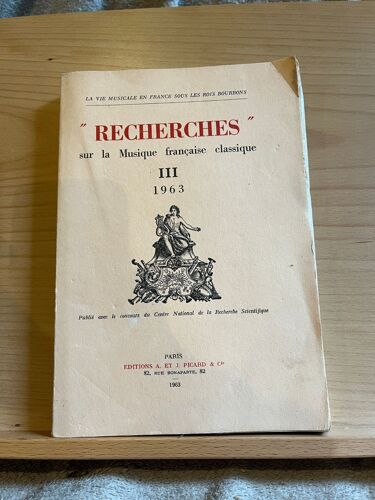 LA VIE MUSICALE EN FRANCE SOUS LES ROIS BOURBONS
" RECHERCHES "
sur la Musique française classique
III
1963
Publié avec le concours du Centre National de la Recherche Scientifique
PARIS
EDITIONS A. ET J. PICARD & Cie
82, RUE BONAPARTE, 82
1963